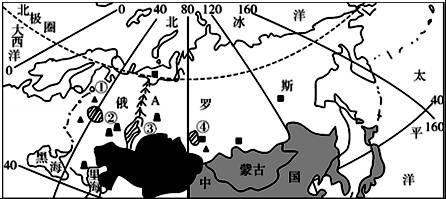 0 40 80 120 160
北极圈
北冰洋
大西洋
0
俄罗斯
A
① ② ③ ④
太平洋
40
160
黑海
里海
40
中国
蒙古